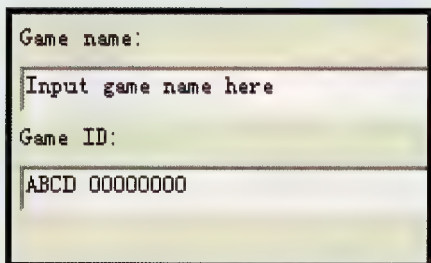 Game name:
Input game name here
Game ID:
ABCD 00000000